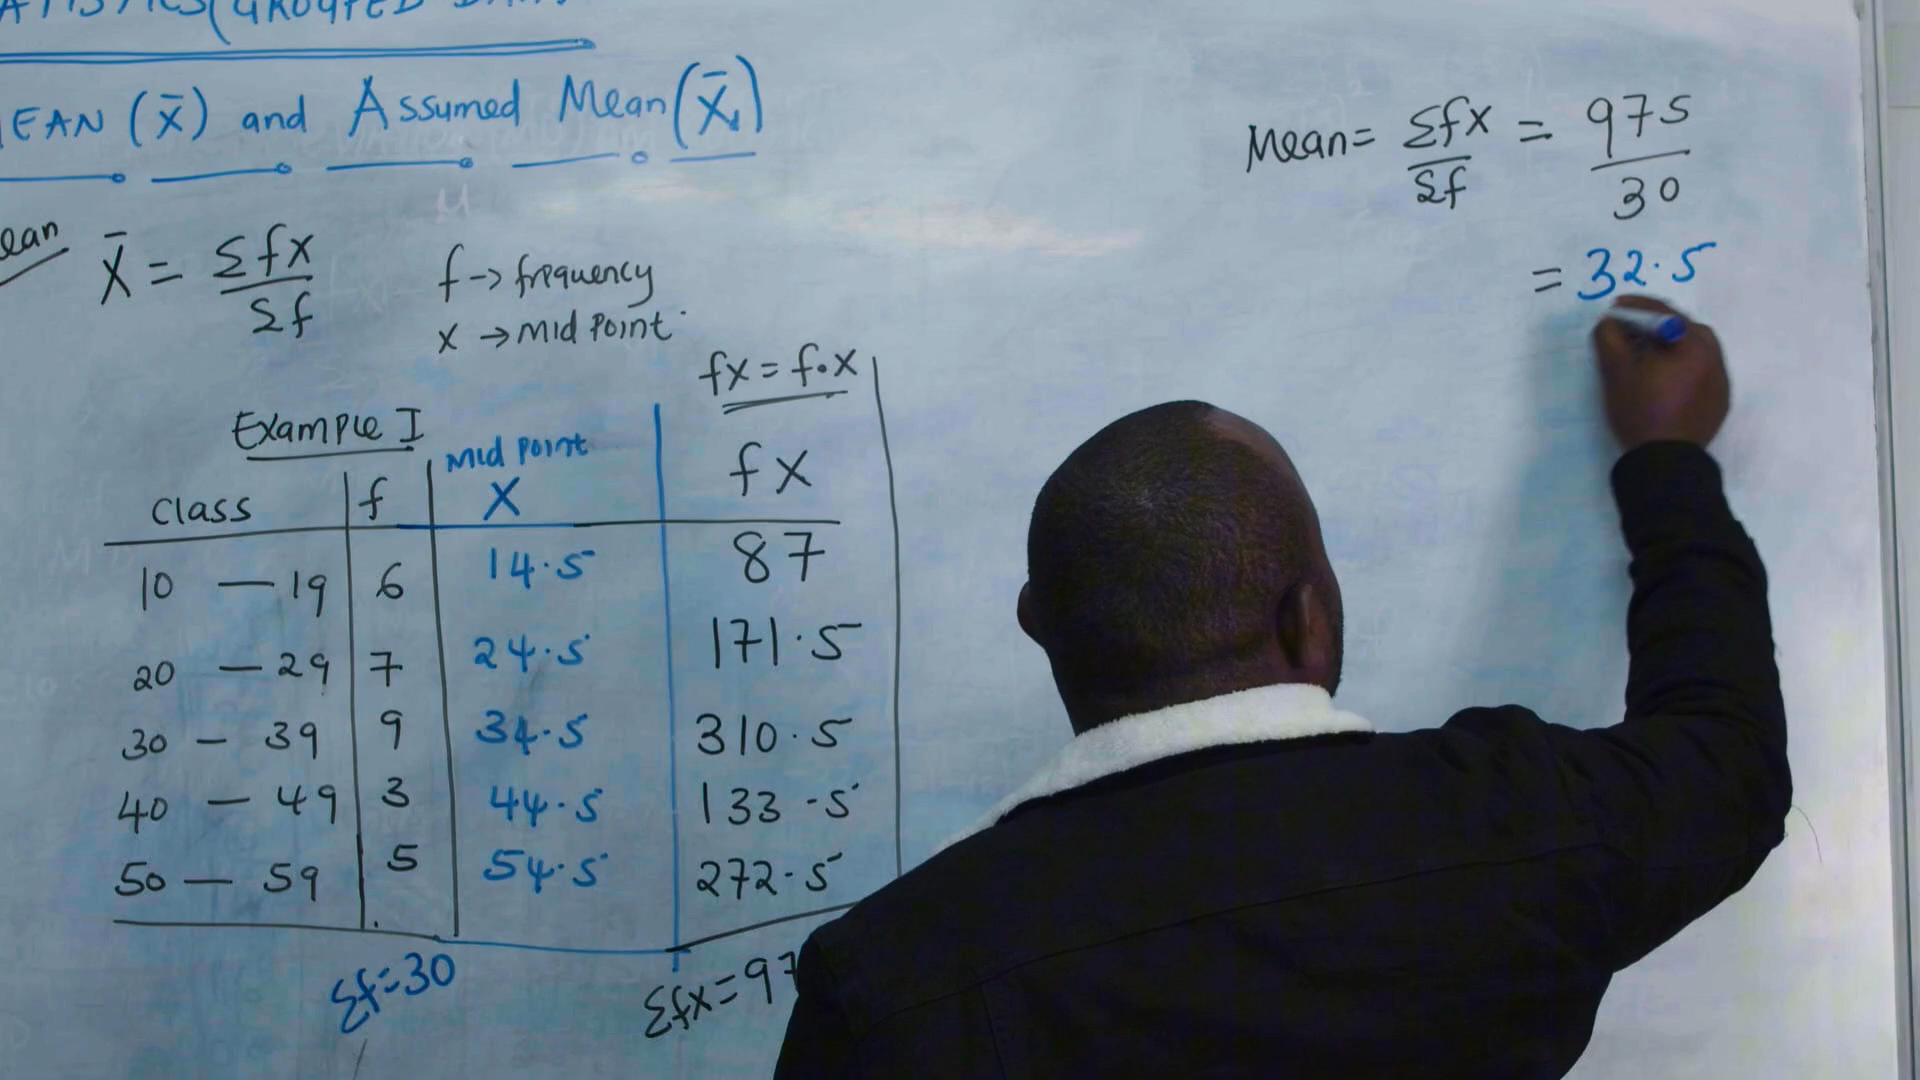 MEAN (x̄) and Assumed Mean (X̄₁)
X̄ = Σfx / Σf
f → frequency
x → Mid Point
fx = f·x
Example I
Class f Mid Point X fx
10 — 19 6 14.5 87
20 — 29 7 24.5 171.5
30 — 39 9 34.5 310.5
40 — 49 3 44.5 133.5
50 — 59 5 54.5 272.5
Σf=30 Σfx=97
Mean = Σfx / Σf = 975 / 30
= 32.5